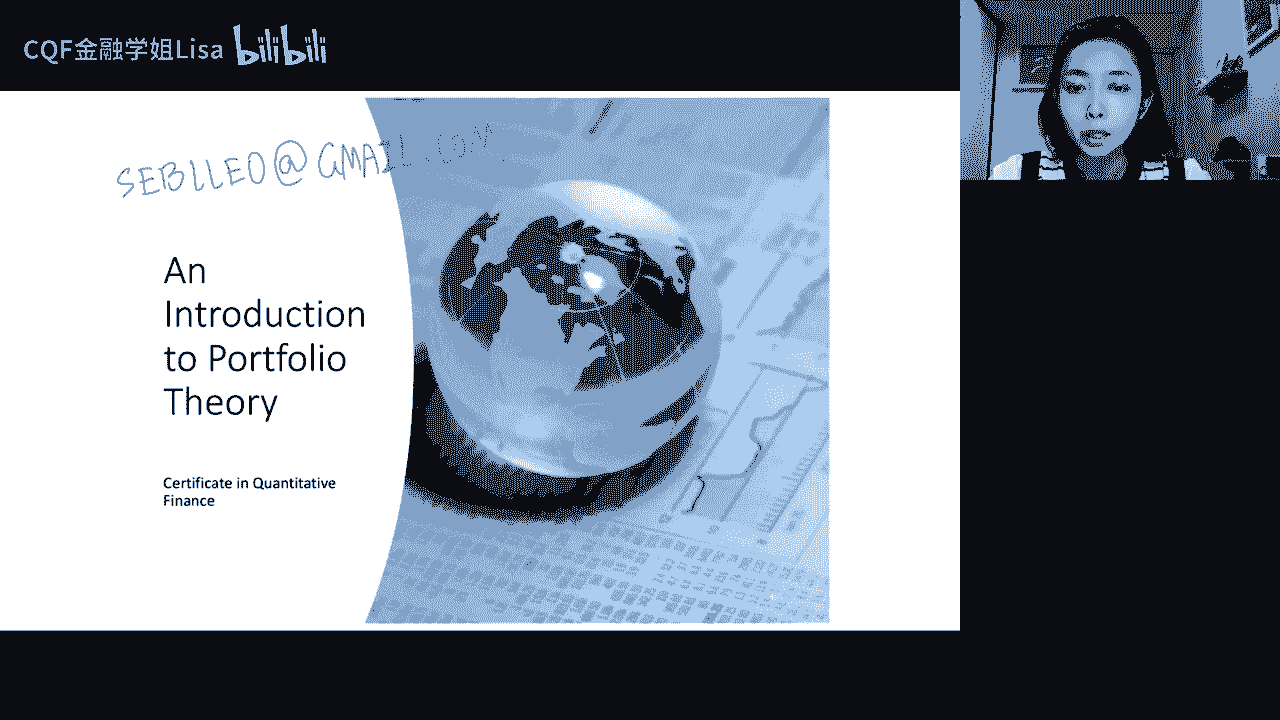 CQF金融学姐Lisa bilibili
SEBLLEO@GMAIL.COM
An
Introduction
to Portfolio
Theory
Certificate in Quantitative
Finance